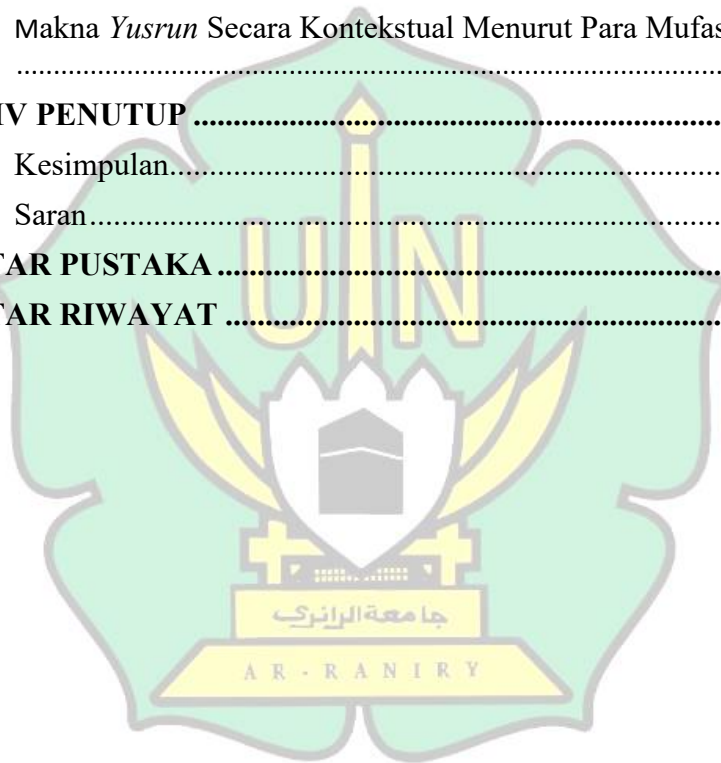 Makna Yusrun Secara Kontekstual Menurut Para Mufas
................................................................................................
IV PENUTUP ......................................................................
Kesimpulan.........................................................................
Saran....................................................................................
TAR PUSTAKA ...................................................................
TAR RIWAYAT ..................................................................
UIN
جامعة الرانري
AR-RANIRY